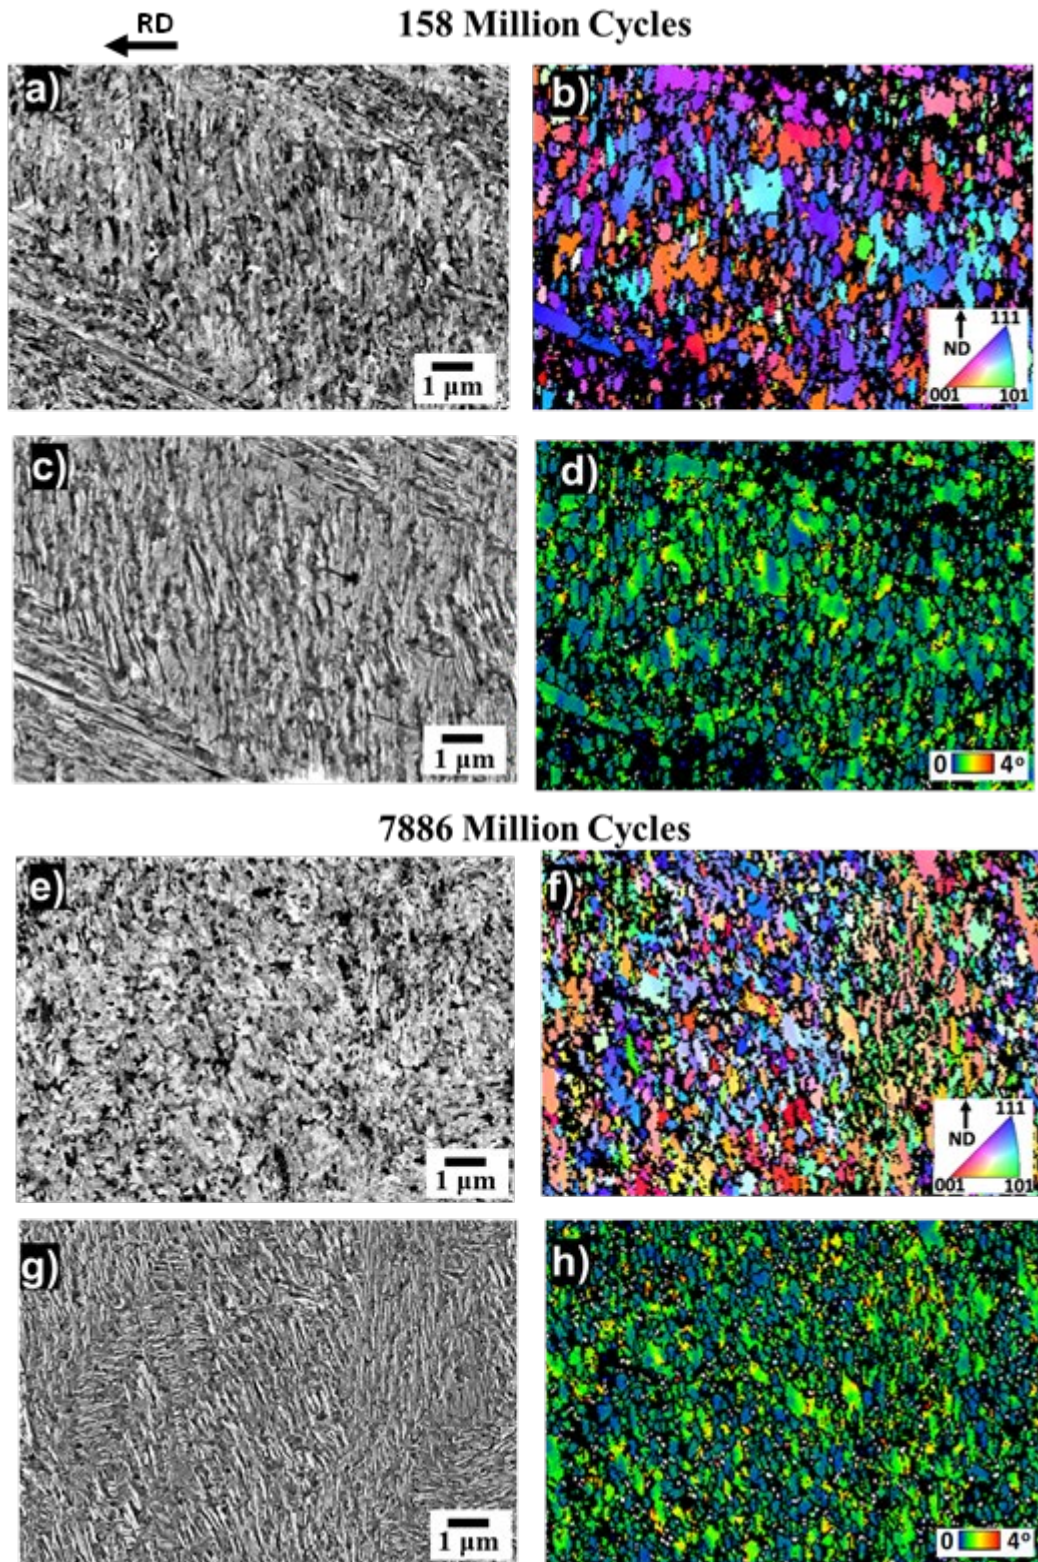 RD
158 Million Cycles
a)
1 μm
b)
ND
111
001
101
c)
1 μm
d)
0
4°
7886 Million Cycles
e)
1 μm
f)
ND
111
001
101
g)
1 μm
h)
0
4°